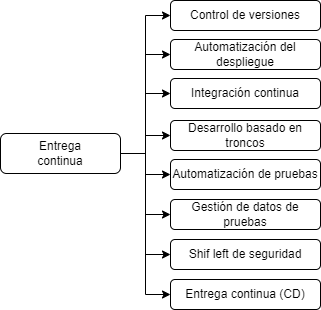 Control de versiones
Automatización del
despliegue
Integración continua
Entrega
continua
Desarrollo basado en
troncos
Automatización de pruebas
Gestión de datos de
pruebas
Shif left de seguridad
Entrega continua (CD)